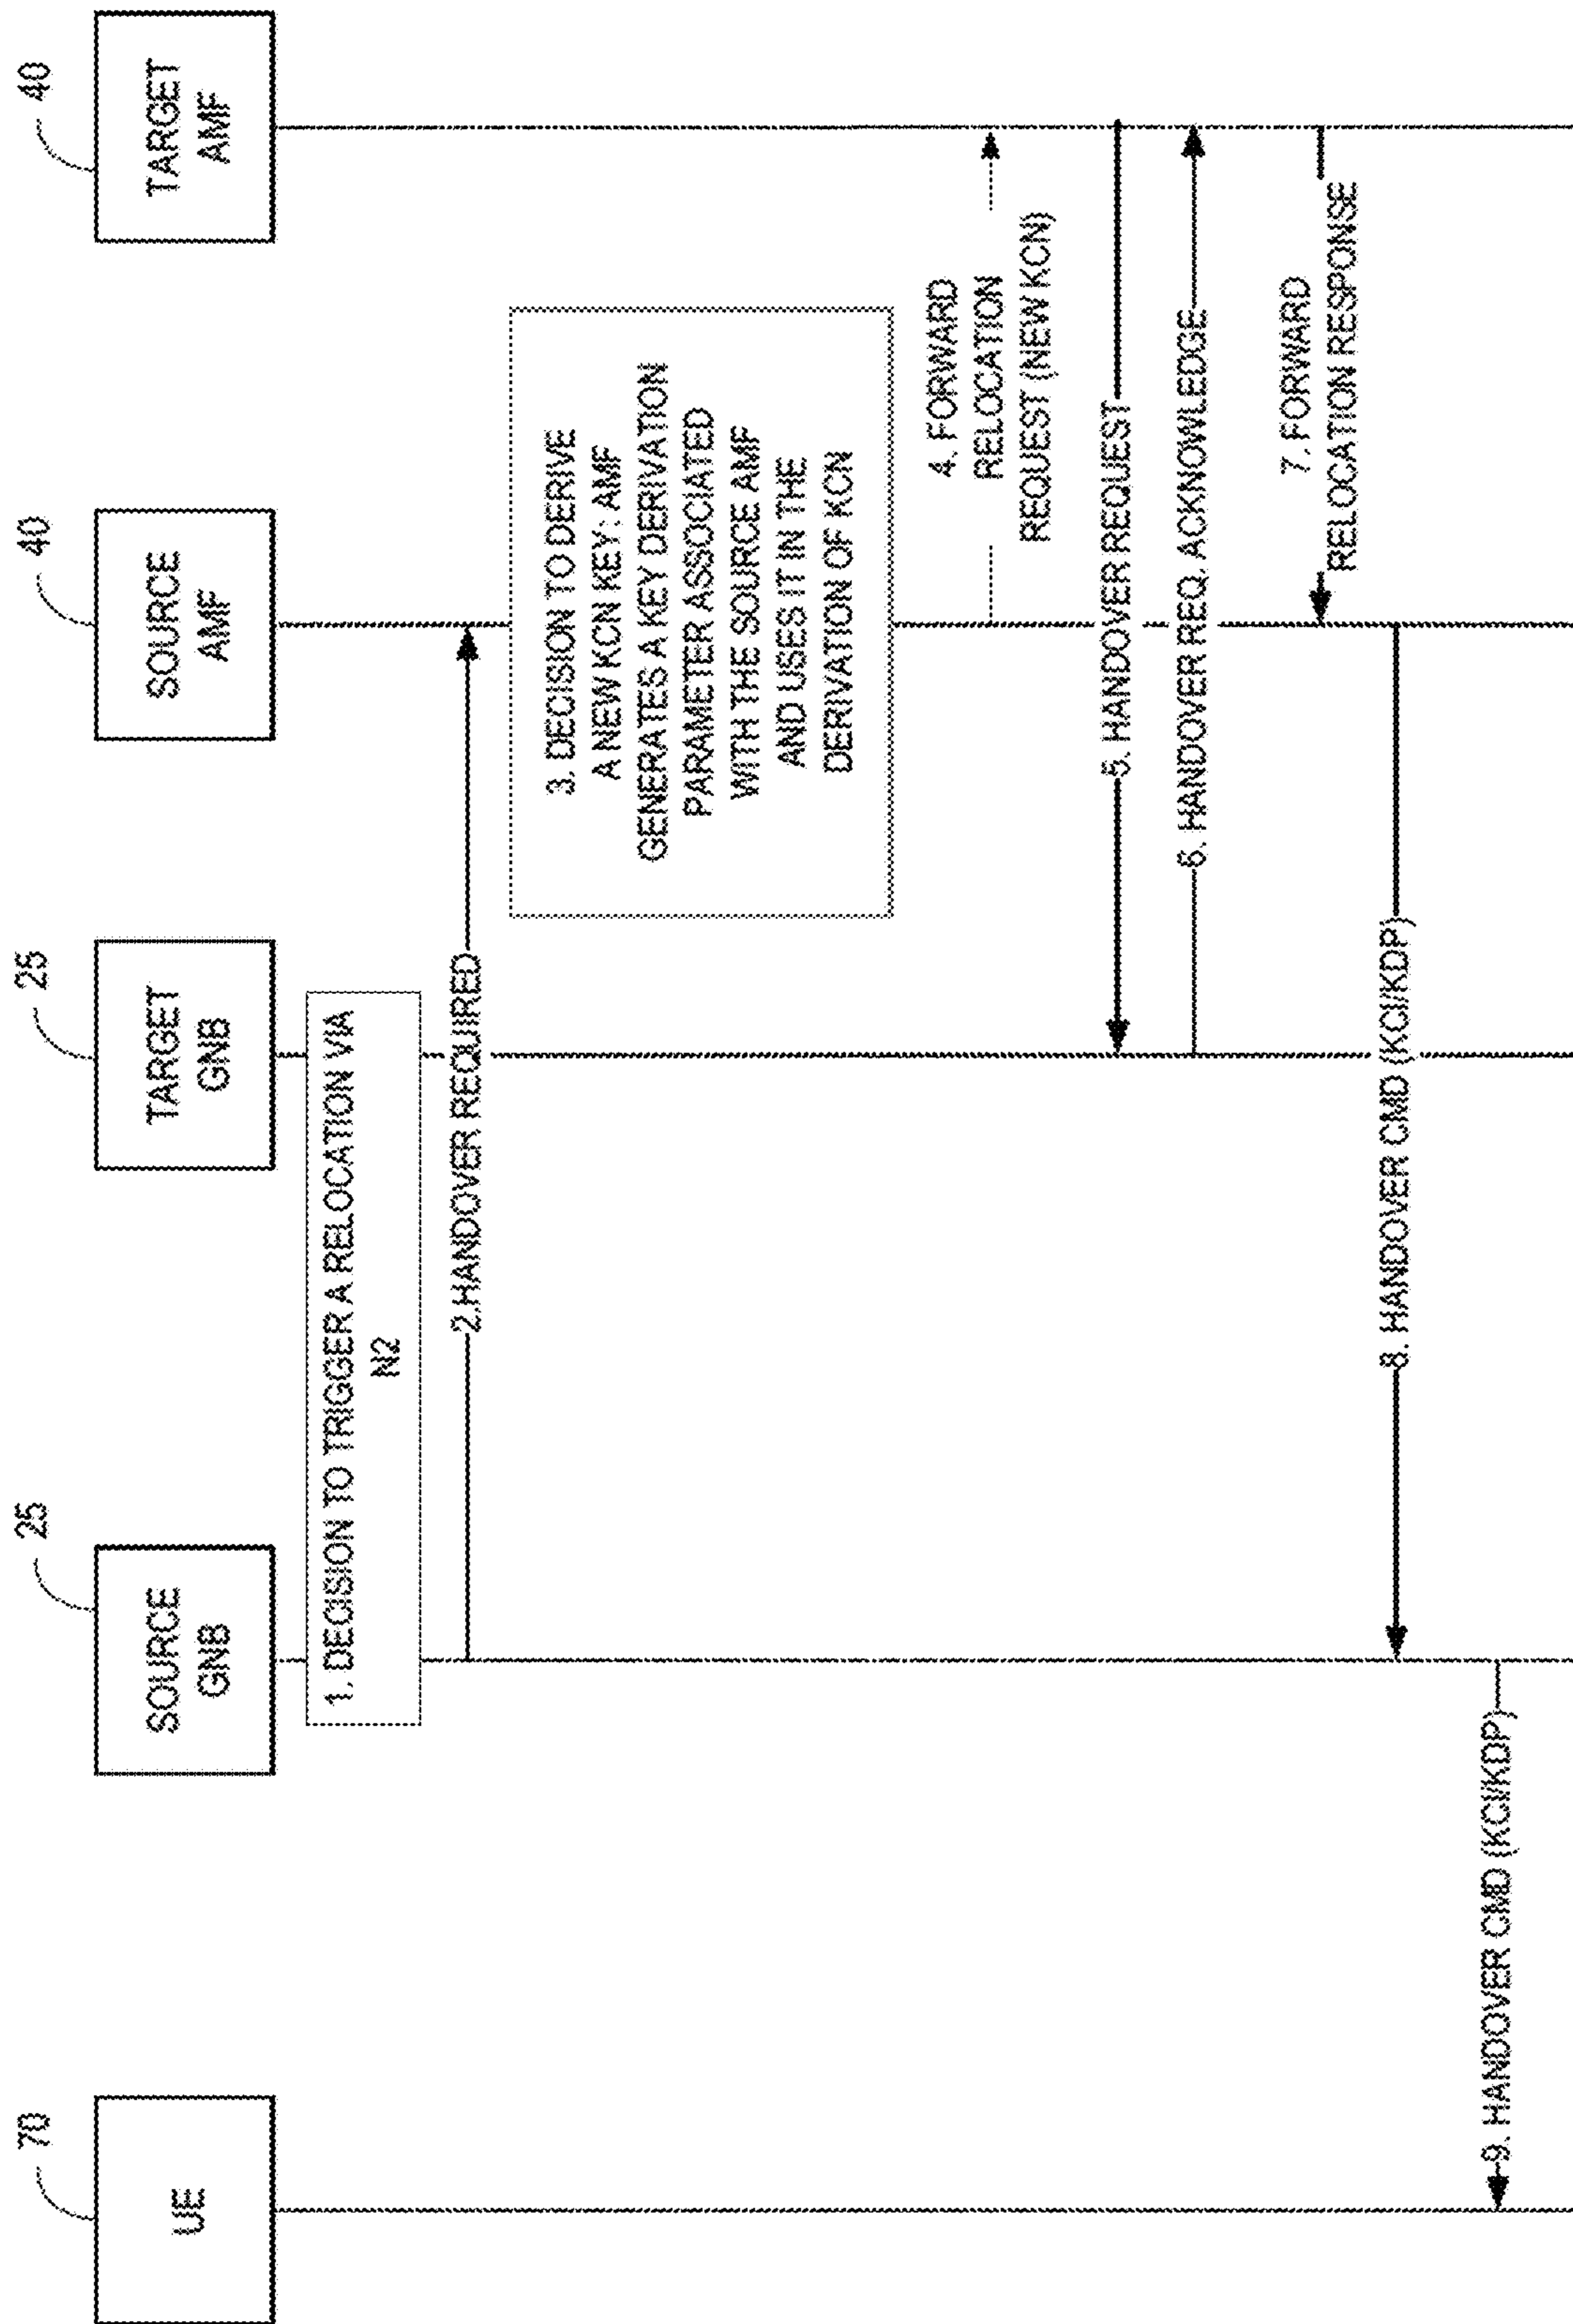 70
UE
25
SOURCE
GNB
25
TARGET
GNB
40
SOURCE
AMF
40
TARGET
AMF
1. DECISION TO TRIGGER A RELOCATION VIA
N2
2.HANDOVER REQUIRED
3. DECISION TO DERIVE
A NEW KCN KEY: AMF
GENERATES A KEY DERIVATION
PARAMETER ASSOCIATED
WITH THE SOURCE AMF
AND USES IT IN THE
DERIVATION OF KCN
4. FORWARD
RELOCATION
REQUEST (NEW KCN)
5. HANDOVER REQUEST
6. HANDOVER REQ. ACKNOWLEDGE
7. FORWARD
RELOCATION RESPONSE
8. HANDOVER CMD (KCI/KDP)
9. HANDOVER CMD (KCI/KDP)